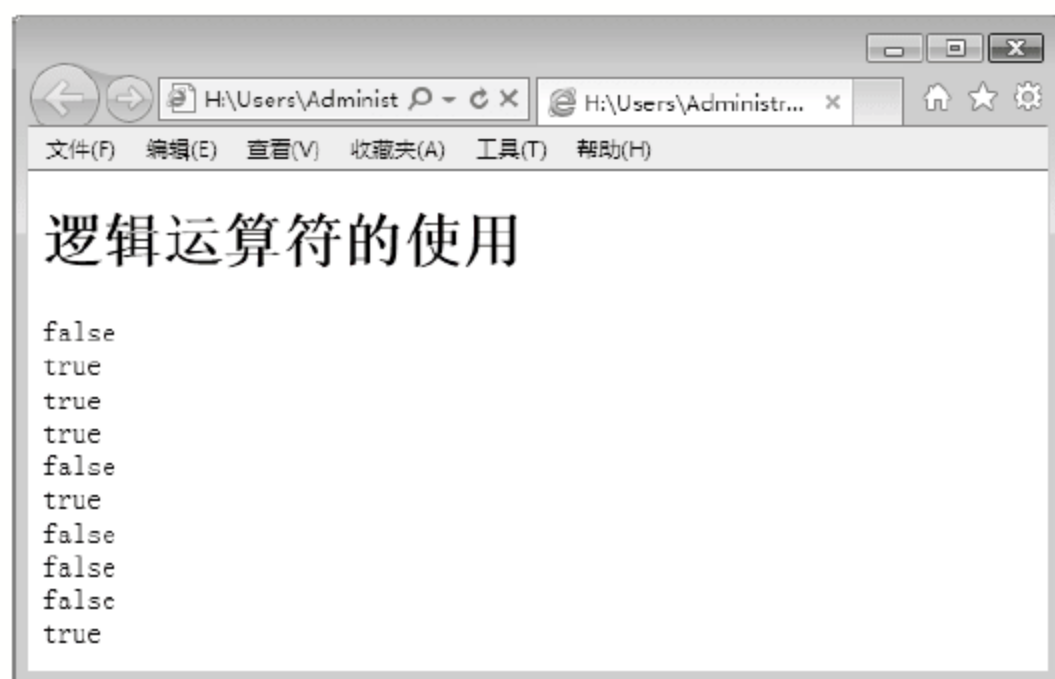 H:\Users\Administ
H:\Users\Administr...
文件(F) 编辑(E) 查看(V) 收藏夹(A) 工具(T) 帮助(H)
逻辑运算符的使用
false
true
true
true
false
true
false
false
false
true